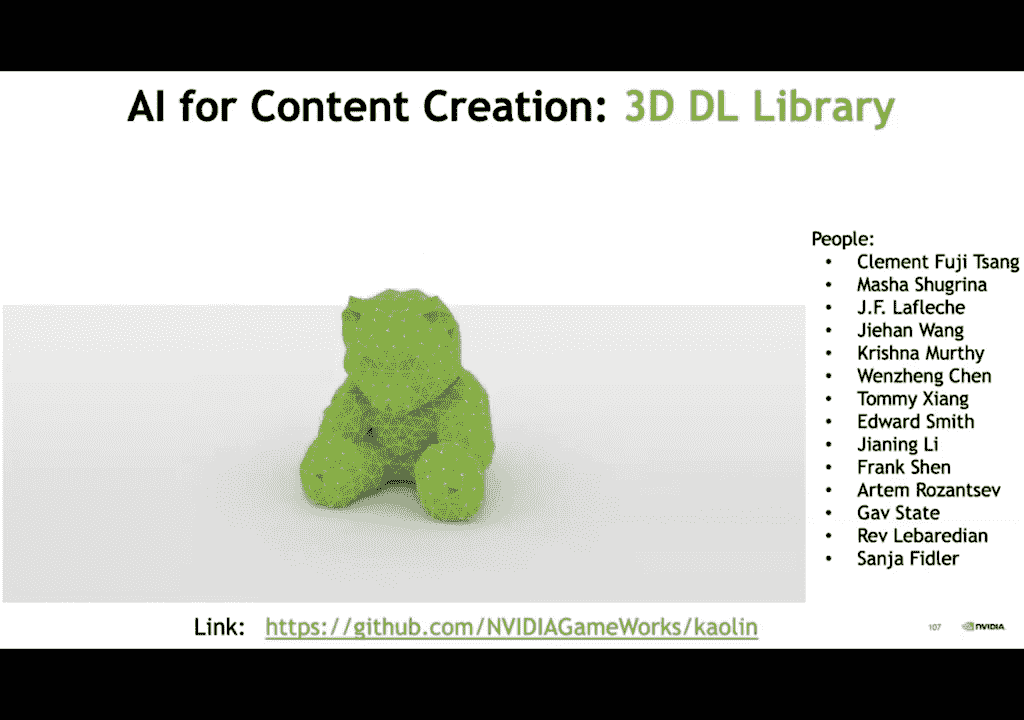 AI for Content Creation: 3D DL Library
People:
• Clement Fuji Tsang
• Masha Shugrina
• J.F. Lafleche
• Jiehan Wang
• Krishna Murthy
• Wenzheng Chen
• Tommy Xiang
• Edward Smith
• Jianing Li
• Frank Shen
• Artem Rozantsev
• Gav State
• Rev Lebaredian
• Sanja Fidler
Link: https://github.com/NVIDIAGameWorks/kaolin
107 NVIDIA